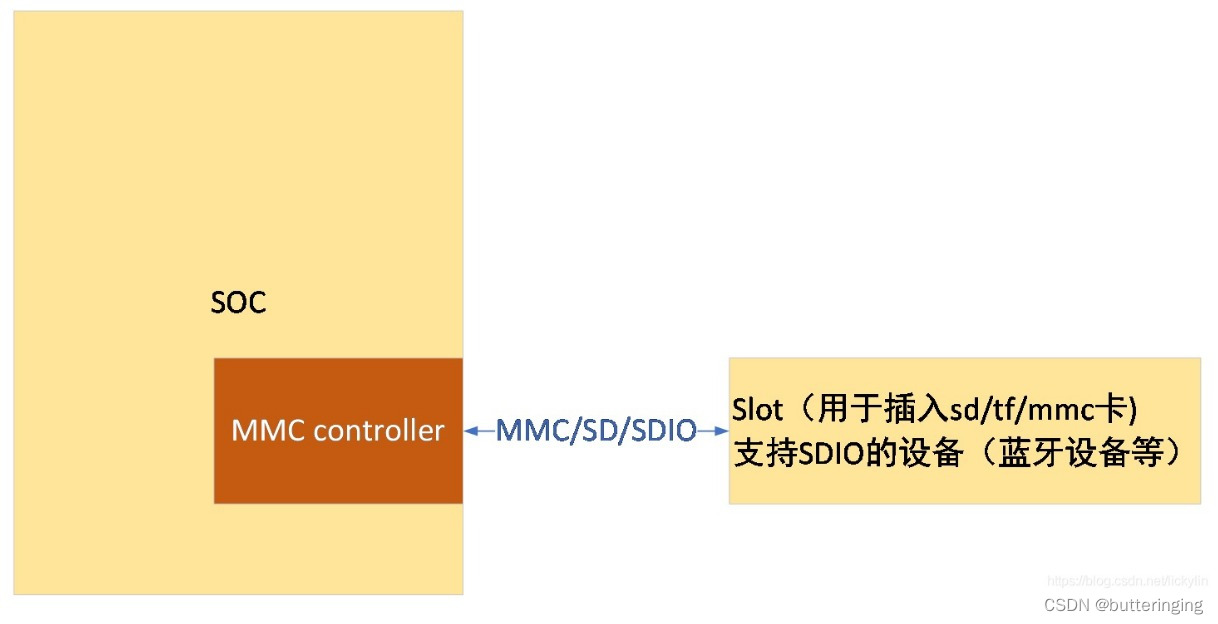 SOC
MMC controller
MMC/SD/SDIO
Slot（用于插入sd/tf/mmc卡)
支持SDIO的设备（蓝牙设备等）
https://blog.csdn.net/lickylin
CSDN @butteringing